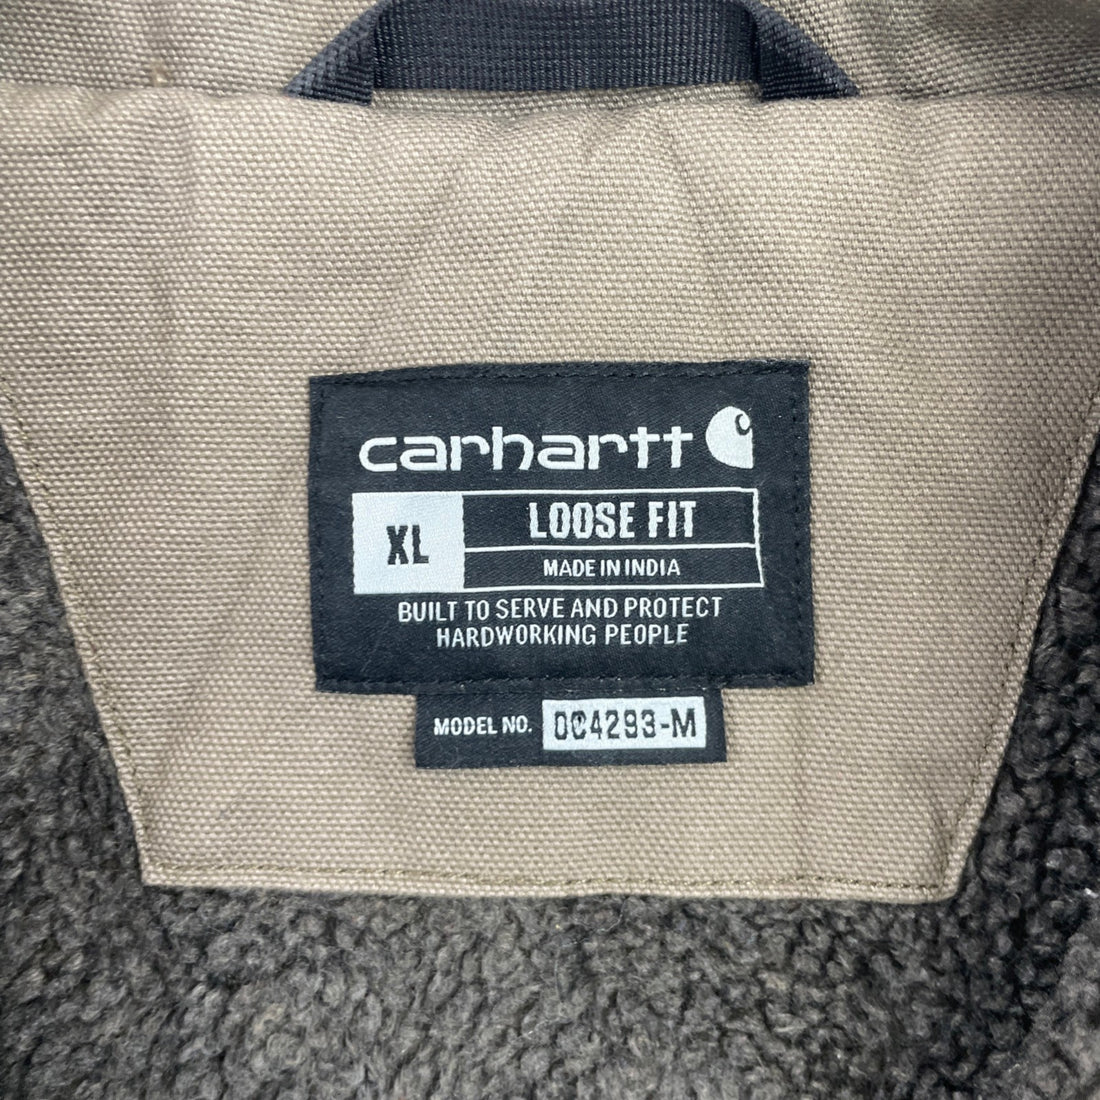 carhartt
XL
LOOSE FIT
MADE IN INDIA
BUILT TO SERVE AND PROTECT
HARDWORKING PEOPLE
MODEL NO. OC4293-M